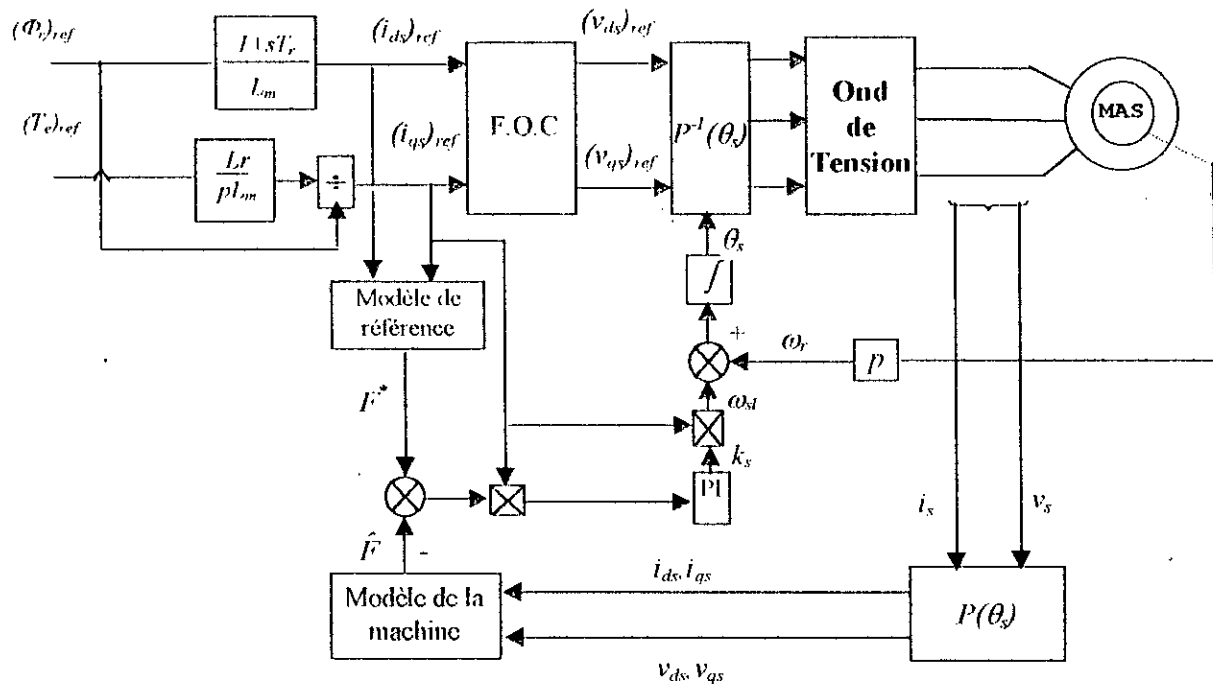 (Φr)ref
1+sTr
Lm
(ids)ref
(vds)ref
(Te)ref
Lr
pLm
÷
(iqs)ref
F.O.C
(vqs)ref
P⁻¹(θs)
Ond
de
Tension
MAS
θs
∫
Modèle de
référence
+
ωr
p
F*
ωsl
ks
PI
is
vs
F̂
-
ids, iqs
Modèle de la
machine
P(θs)
vds, vqs